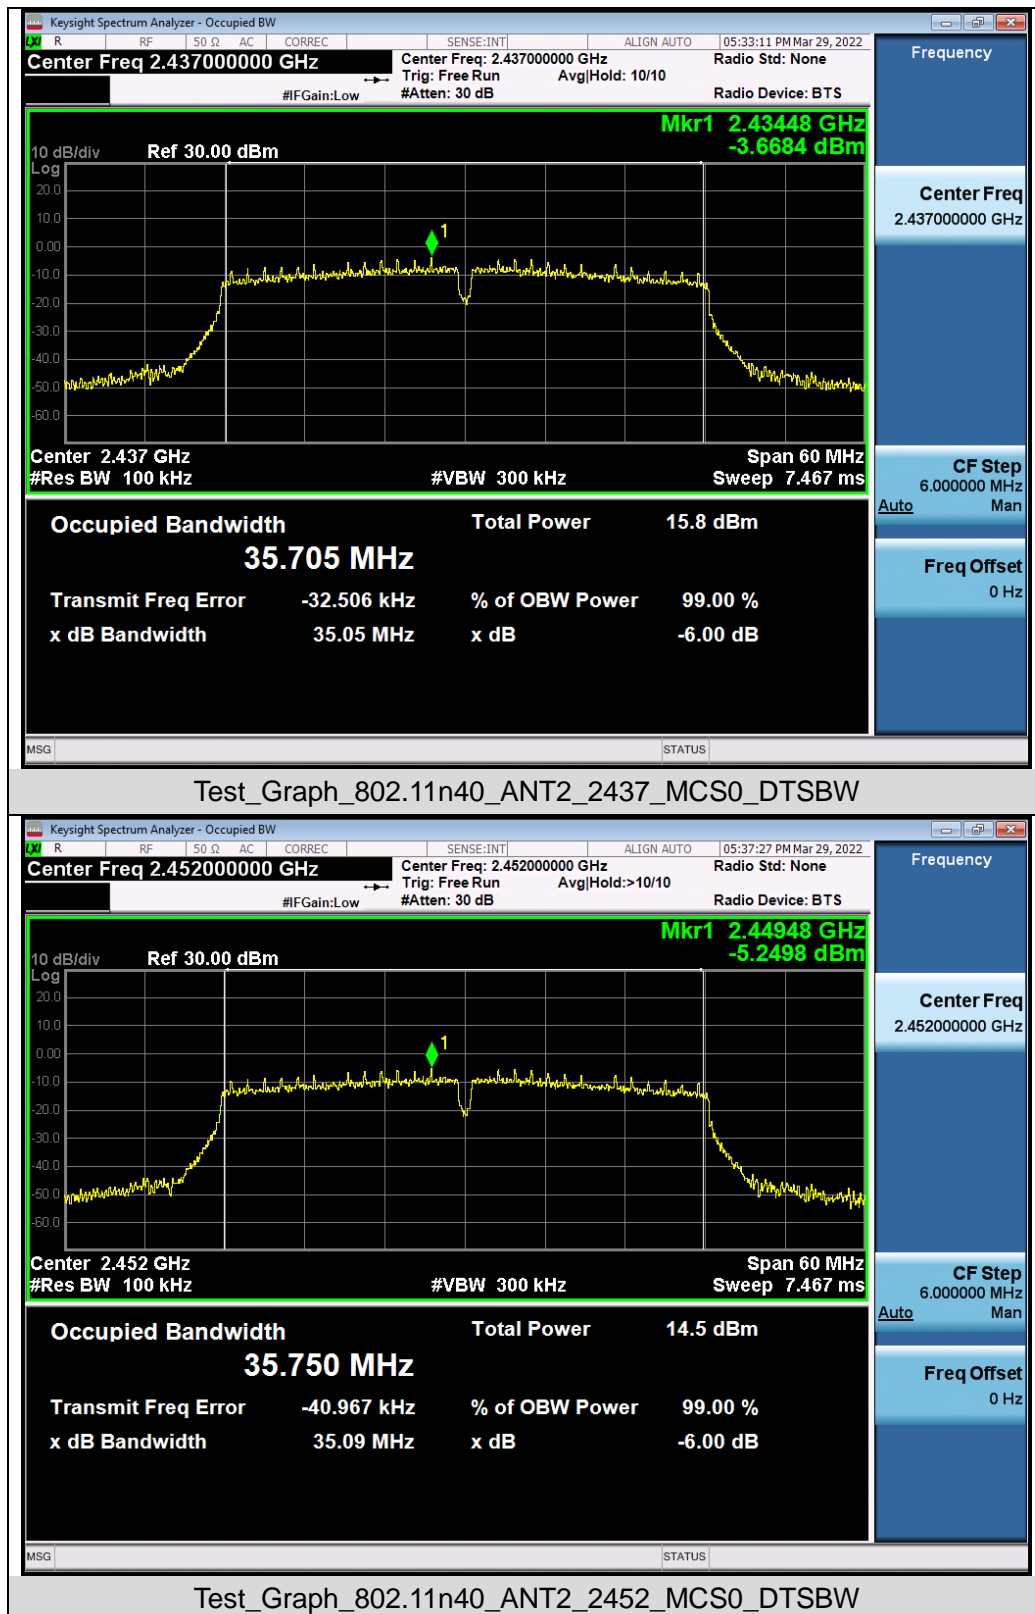 Keysight Spectrum Analyzer - Occupied BW
LXI R RF 50 Ω AC CORREC SENSE:INT ALIGN AUTO 05:33:11 PM Mar 29, 2022
Center Freq 2.437000000 GHz
Center Freq: 2.437000000 GHz
Radio Std: None
Trig: Free Run Avg|Hold: 10/10
#IFGain:Low #Atten: 30 dB Radio Device: BTS
Frequency
Mkr1 2.43448 GHz
-3.6684 dBm
10 dB/div Ref 30.00 dBm
Log
20.0
10.0
0.00
-10.0
-20.0
-30.0
-40.0
-50.0
-60.0
1
Center Freq
2.437000000 GHz
Center 2.437 GHz Span 60 MHz
#Res BW 100 kHz #VBW 300 kHz Sweep 7.467 ms
CF Step
6.000000 MHz
Auto Man
Occupied Bandwidth Total Power 15.8 dBm
35.705 MHz
Transmit Freq Error -32.506 kHz % of OBW Power 99.00 %
x dB Bandwidth 35.05 MHz x dB -6.00 dB
Freq Offset
0 Hz
MSG STATUS
Test_Graph_802.11n40_ANT2_2437_MCS0_DTSBW
Keysight Spectrum Analyzer - Occupied BW
LXI R RF 50 Ω AC CORREC SENSE:INT ALIGN AUTO 05:37:27 PM Mar 29, 2022
Center Freq 2.452000000 GHz
Center Freq: 2.452000000 GHz
Radio Std: None
Trig: Free Run Avg|Hold:>10/10
#IFGain:Low #Atten: 30 dB Radio Device: BTS
Frequency
Mkr1 2.44948 GHz
-5.2498 dBm
10 dB/div Ref 30.00 dBm
Log
20.0
10.0
0.00
-10.0
-20.0
-30.0
-40.0
-50.0
-60.0
1
Center Freq
2.452000000 GHz
Center 2.452 GHz Span 60 MHz
#Res BW 100 kHz #VBW 300 kHz Sweep 7.467 ms
CF Step
6.000000 MHz
Auto Man
Occupied Bandwidth Total Power 14.5 dBm
35.750 MHz
Transmit Freq Error -40.967 kHz % of OBW Power 99.00 %
x dB Bandwidth 35.09 MHz x dB -6.00 dB
Freq Offset
0 Hz
MSG STATUS
Test_Graph_802.11n40_ANT2_2452_MCS0_DTSBW